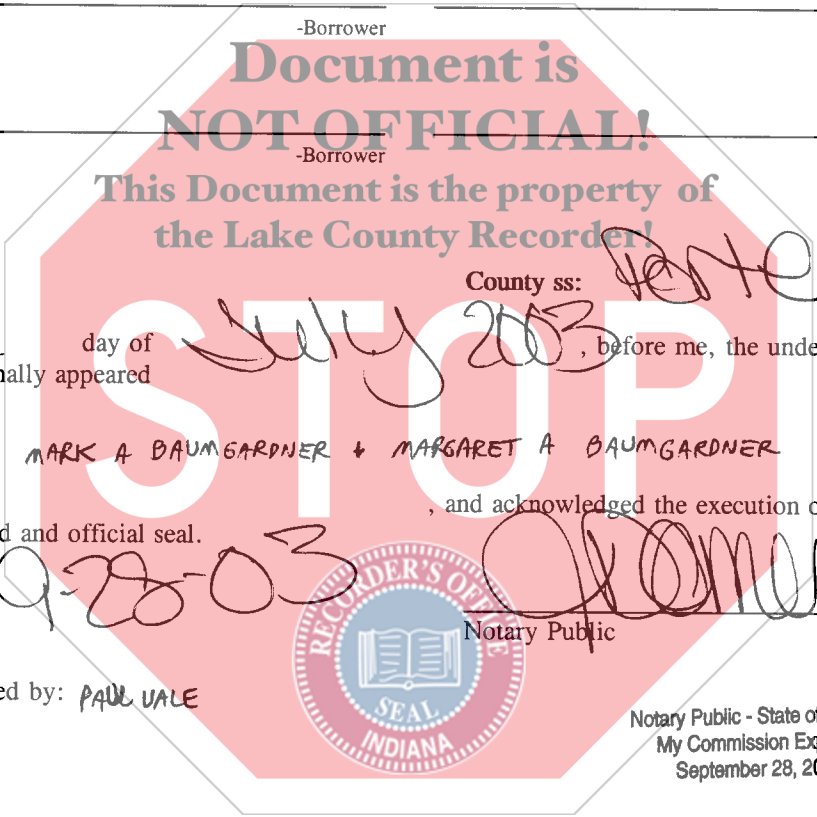 -Borrower
Document is
NOT OFFICIAL!
-Borrower
This Document is the property of
the Lake County Recorder!
County ss: Porte
day of July 2003, before me, the unde
nally appeared
STOP
MARK A BAUMGARDNER + MARGARET A BAUMGARDNER
, and acknowledged the execution o
d and official seal.
9-28-03
RECORDER'S OFFICE
SEAL
INDIANA
Notary Public
ed by: PAUL VALE
Notary Public - State of
My Commission Exp
September 28, 20